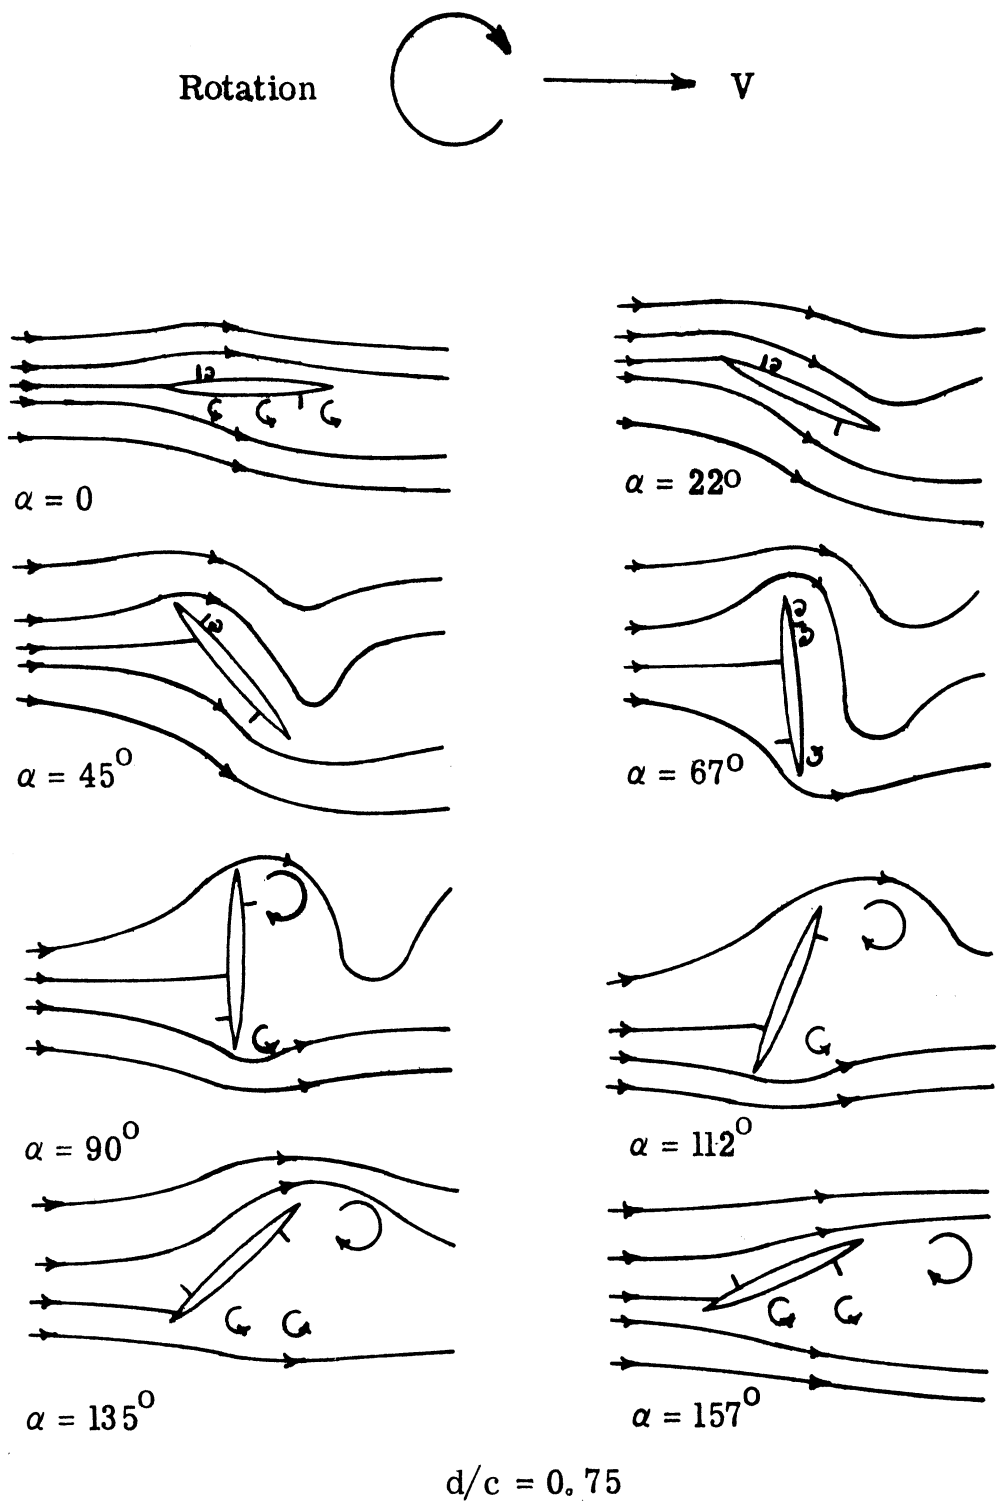 Rotation V
α = 0
α = 22°
α = 45°
α = 67°
α = 90°
α = 112°
α = 135°
α = 157°
d/c = 0.75